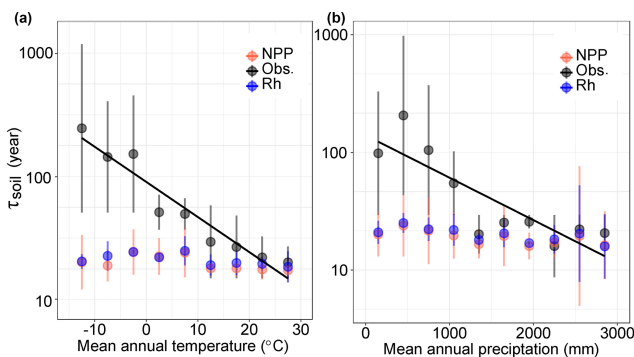 (a)
1000
100
10
τsoil (year)
NPP
Obs.
Rh
-10
0
10
20
30
Mean annual temperature (°C)
(b)
1000
100
10
NPP
Obs.
Rh
0
1000
2000
3000
Mean annual preciptation (mm)